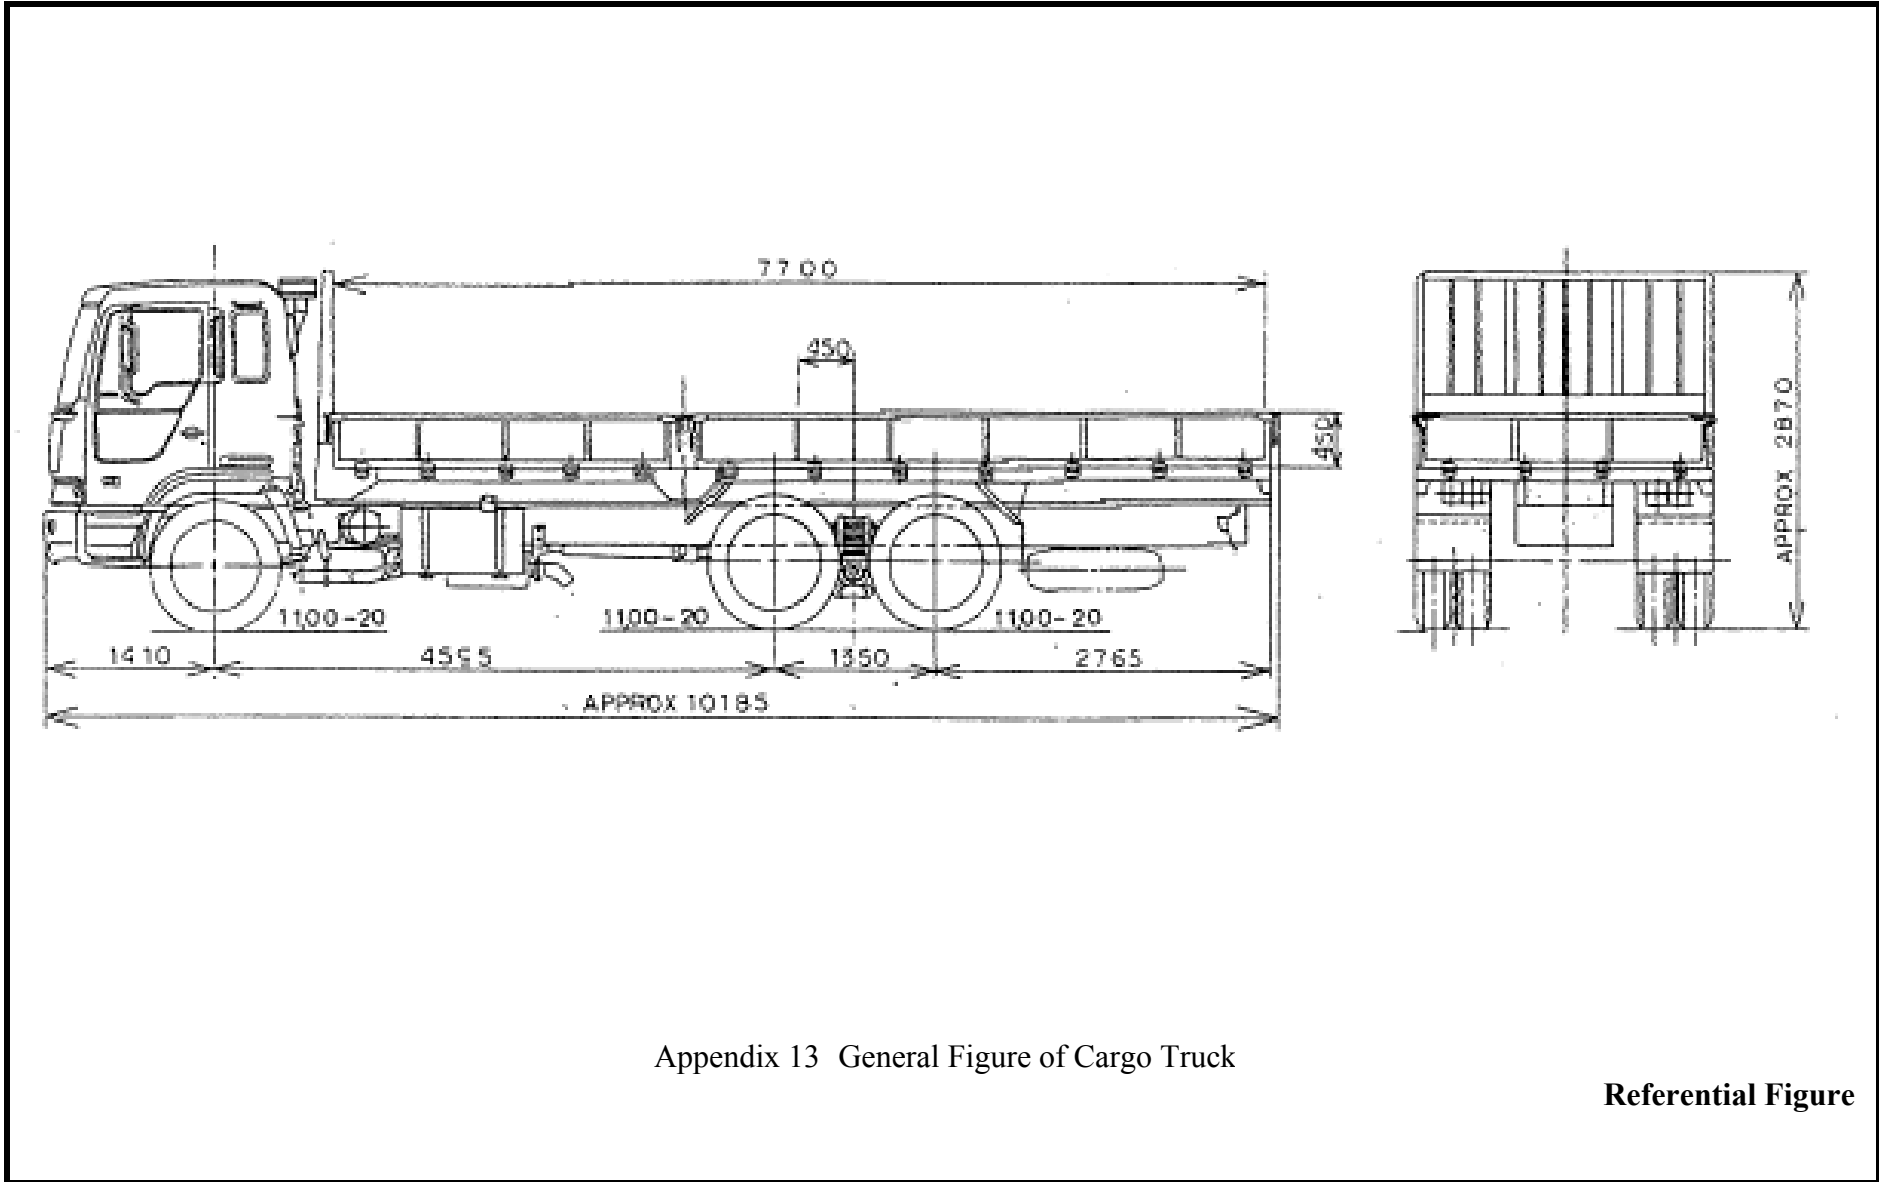 7700
450
450
APPROX 2870
1100-20
1100-20
1100-20
1410
4595
1350
2765
APPROX 10185
Appendix 13 General Figure of Cargo Truck
Referential Figure